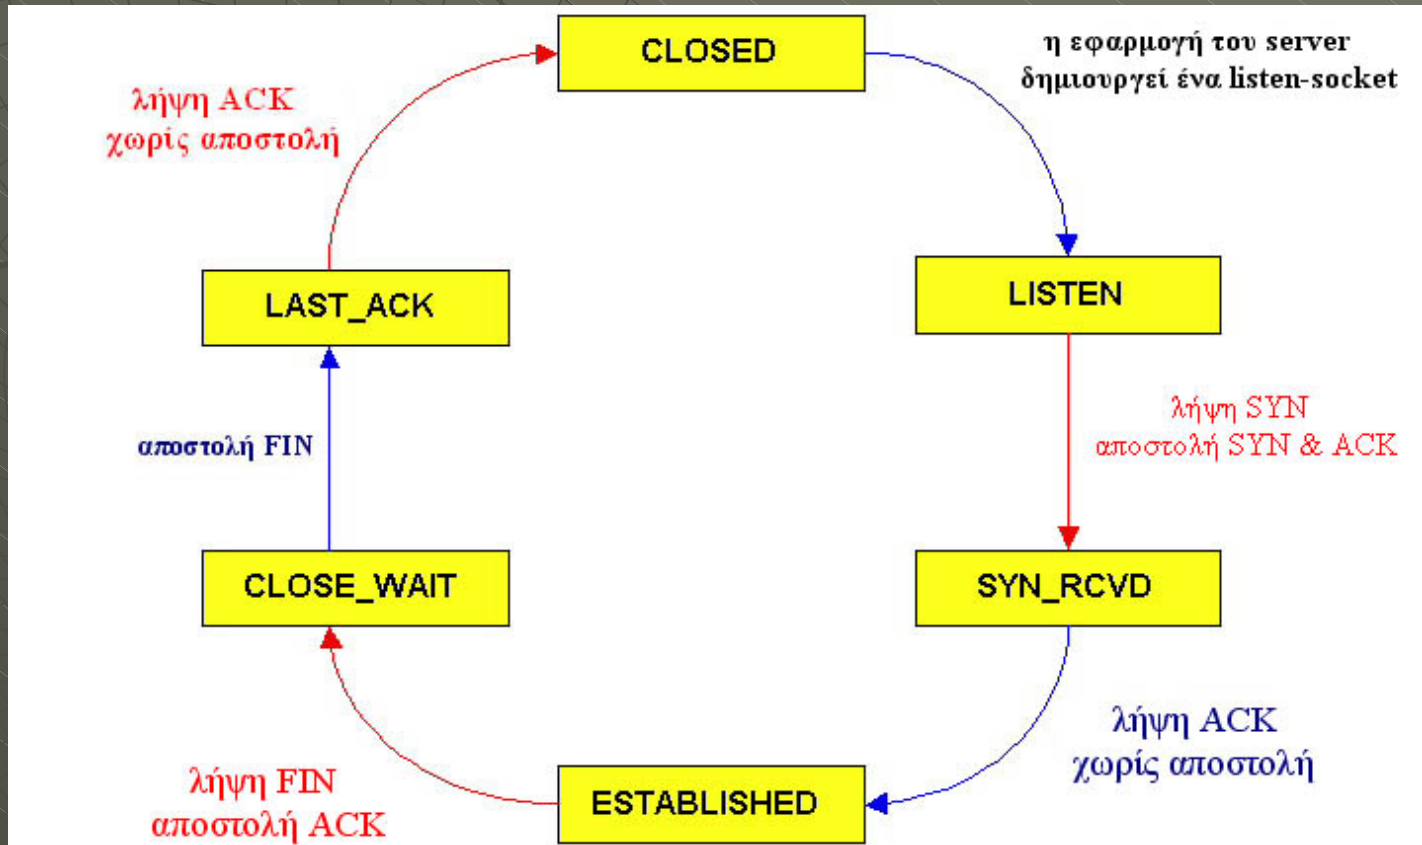 CLOSED
η εφαρμογή του server
δημιουργεί ένα listen-socket
λήψη ACK
χωρίς αποστολή
LAST_ACK
LISTEN
λήψη SYN
αποστολή SYN & ACK
αποστολή FIN
CLOSE_WAIT
SYN_RCVD
λήψη ACK
χωρίς αποστολή
λήψη FIN
αποστολή ACK
ESTABLISHED